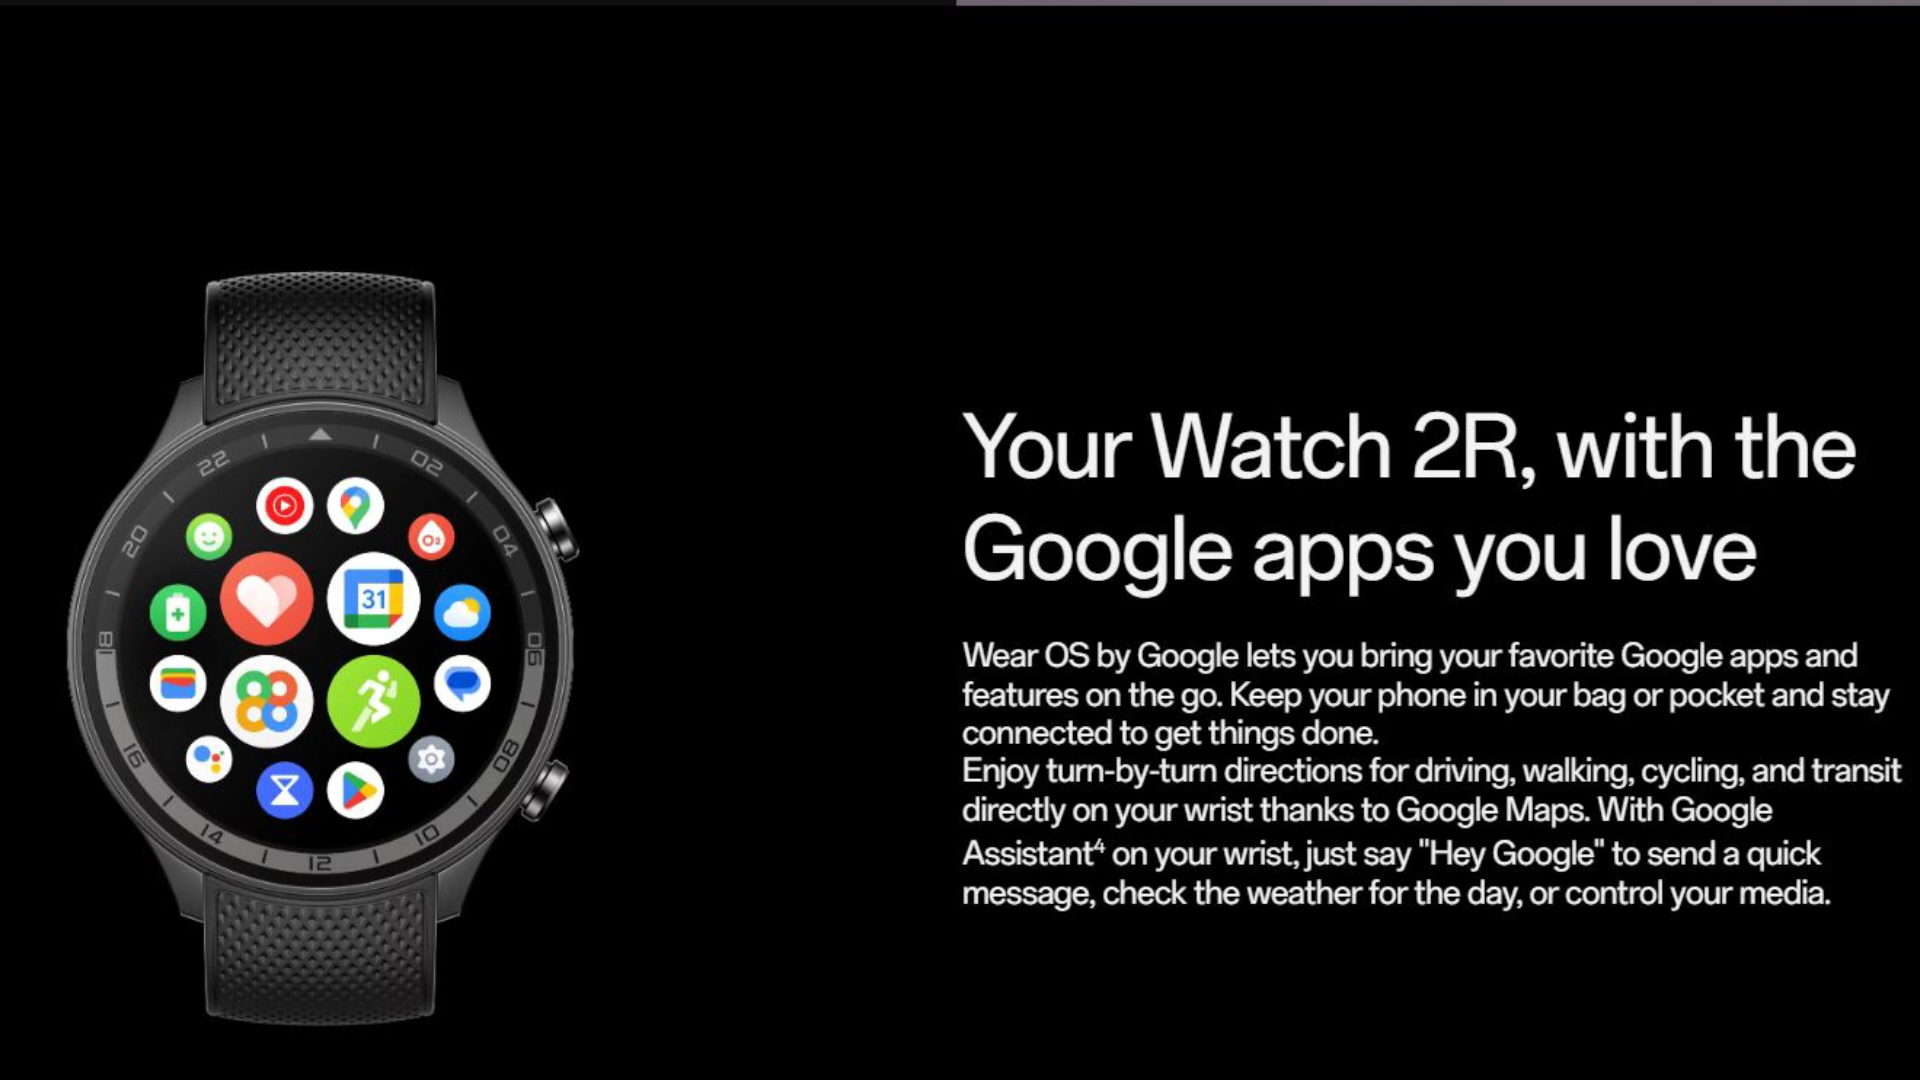 22
02
20
04
O2
31
18
06
16
08
14
10
12
Your Watch 2R, with the
Google apps you love
Wear OS by Google lets you bring your favorite Google apps and
features on the go. Keep your phone in your bag or pocket and stay
connected to get things done.
Enjoy turn-by-turn directions for driving, walking, cycling, and transit
directly on your wrist thanks to Google Maps. With Google
Assistant⁴ on your wrist, just say "Hey Google" to send a quick
message, check the weather for the day, or control your media.